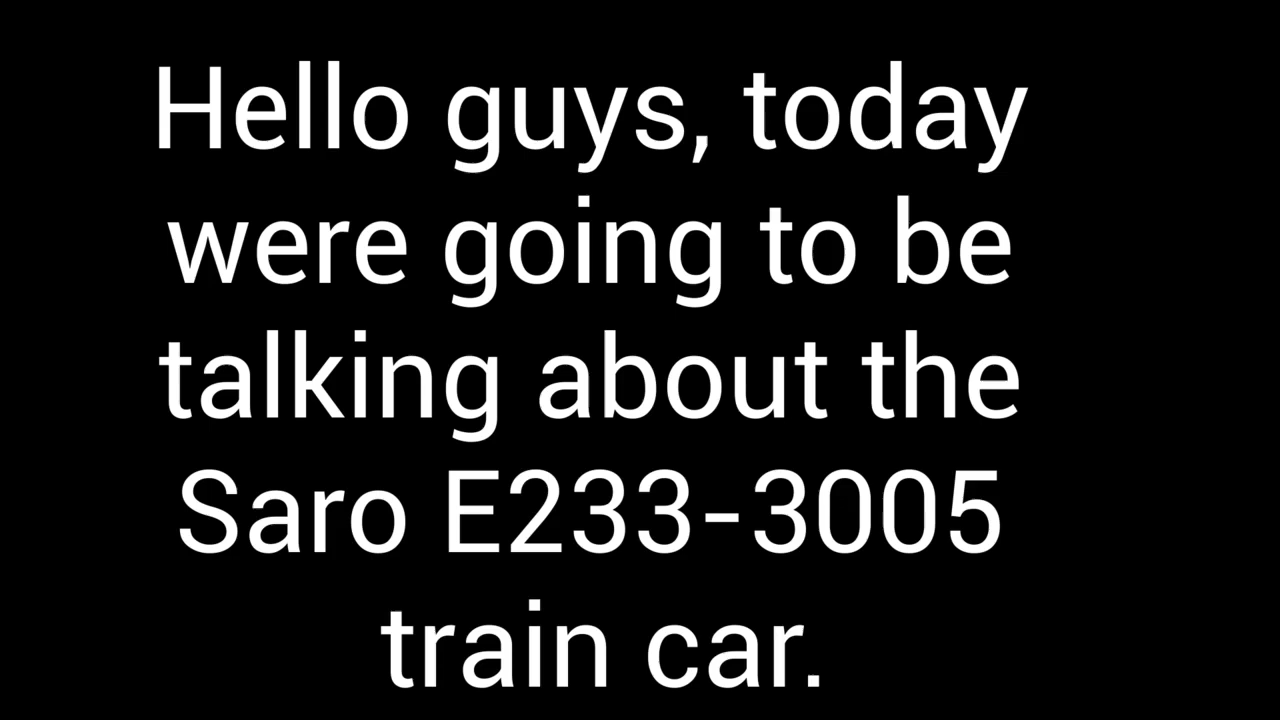 Hello guys, today
were going to be
talking about the
Saro E233-3005
train car.